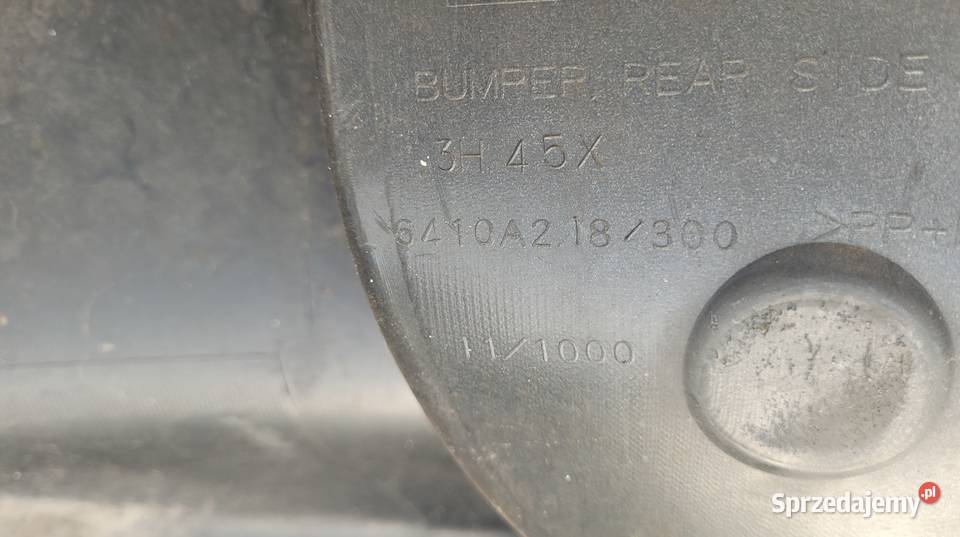 BUMPER, REAR SIDE
3H45X
6410A218/300
>PP+
11/1000
Sprzedajemy.pl